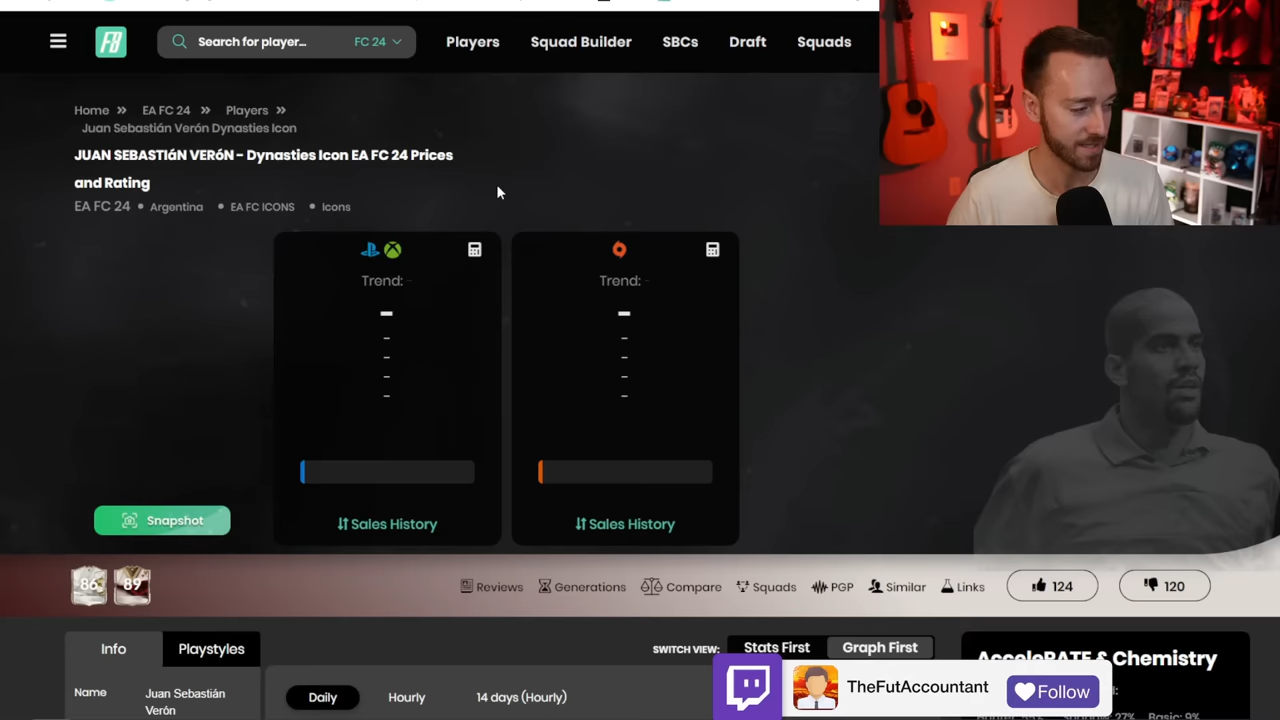 FB
Search for player... FC 24
Players
Squad Builder
SBCs
Draft
Squads
Home » EA FC 24 » Players »
Juan Sebastián Verón Dynasties Icon
JUAN SEBASTIáN VERóN - Dynasties Icon EA FC 24 Prices
and Rating
EA FC 24 • Argentina • EA FC ICONS • Icons
Trend: -
-
-
-
-
-
Sales History
Trend: -
-
-
-
-
-
Sales History
Snapshot
86 89
Reviews
Generations
Compare
Squads
PGP
Similar
Links
124
120
Info
Playstyles
SWITCH VIEW:
Stats First
Graph First
Name
Juan Sebastián
Verón
Daily
Hourly
14 days (Hourly)
TheFutAccountant
Follow